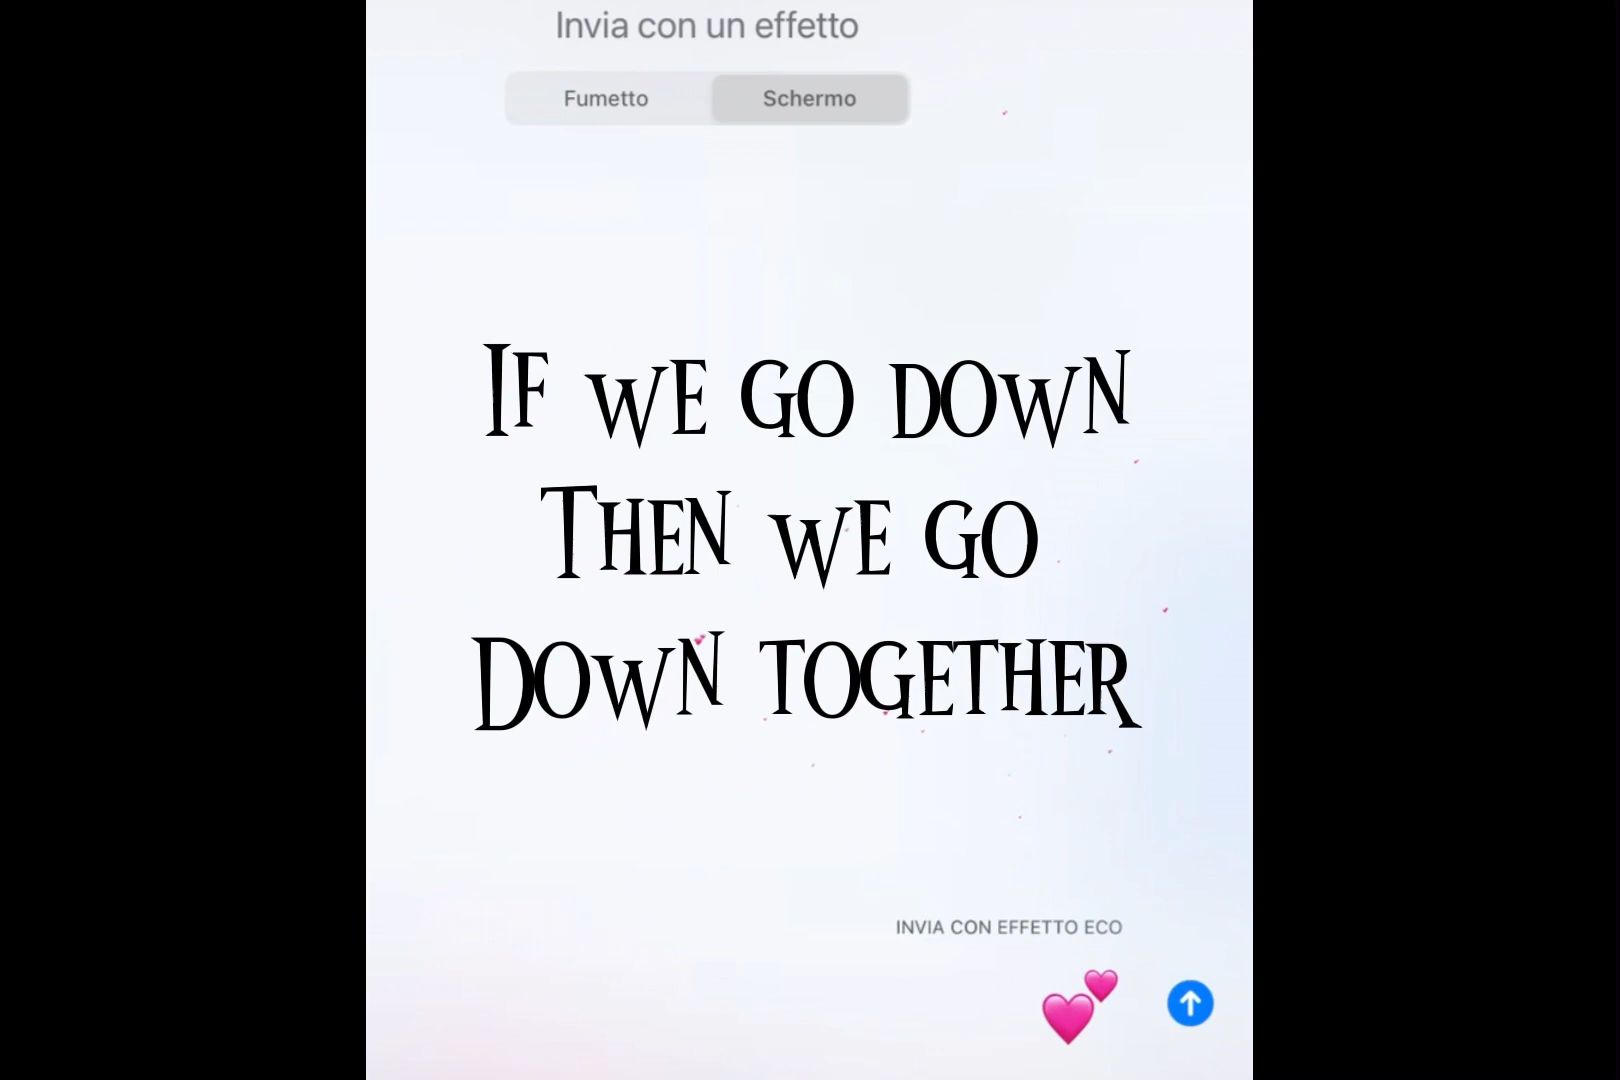 Invia con un effetto
Fumetto Schermo
If we go down
Then we go
Down together
INVIA CON EFFETTO ECO